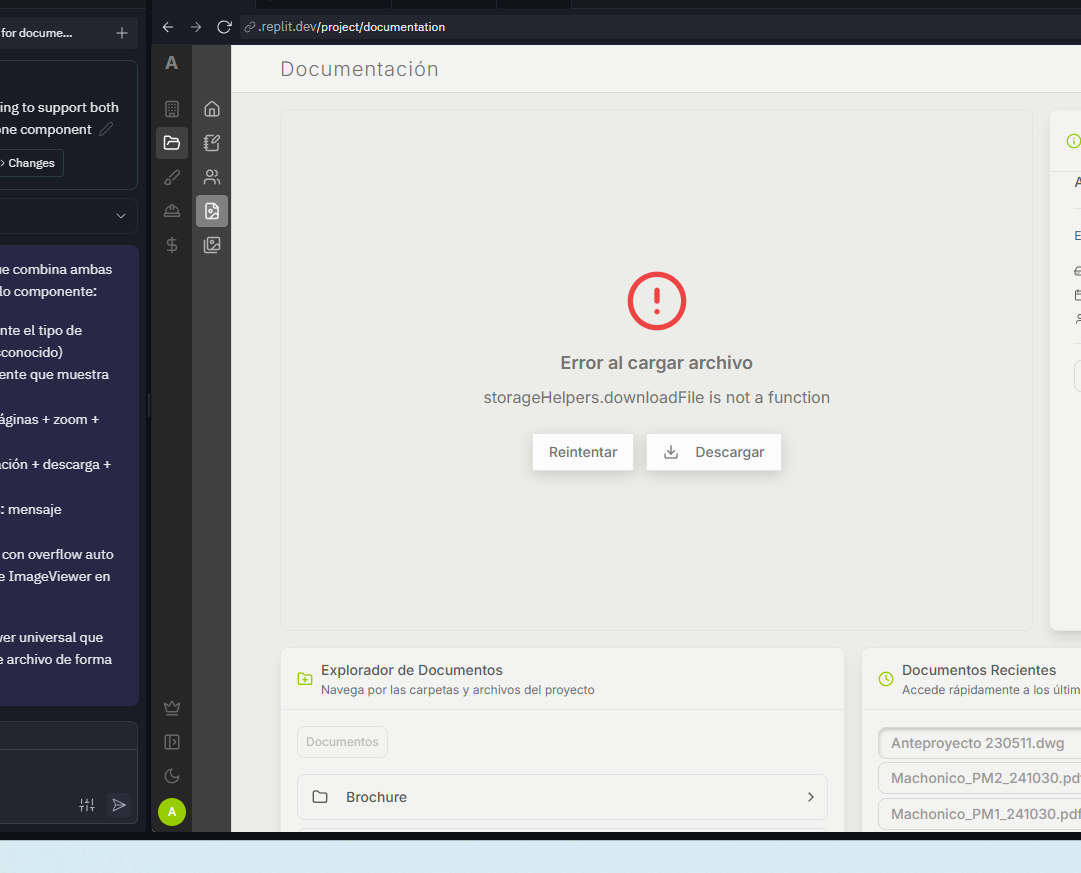 for docume...
.replit.dev/project/documentation
A
Documentación
ing to support both
one component
Changes
ue combina ambas
lo componente:
nte el tipo de
sconocido)
ente que muestra
áginas + zoom +
ción + descarga +
: mensaje
con overflow auto
e ImageViewer en
ver universal que
e archivo de forma
Error al cargar archivo
storageHelpers.downloadFile is not a function
Reintentar
Descargar
A
E
Explorador de Documentos
Navega por las carpetas y archivos del proyecto
Documentos
Brochure
Documentos Recientes
Accede rápidamente a los últim
Anteproyecto 230511.dwg
Machonico_PM2_241030.pdf
Machonico_PM1_241030.pdf
A